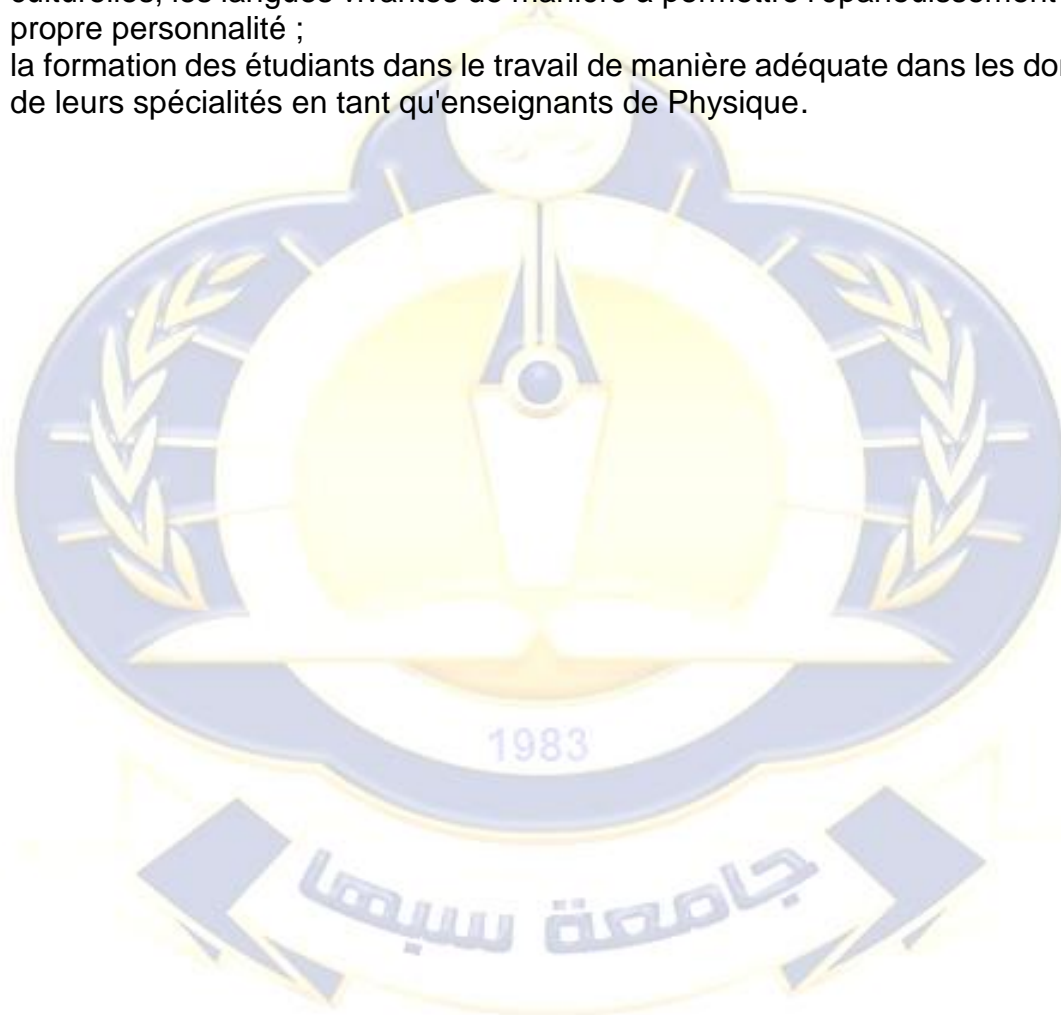 propre personnalité ;
la formation des étudiants dans le travail de manière adéquate dans les
de leurs spécialités en tant qu'enseignants de Physique.
1983
جامعة سبها